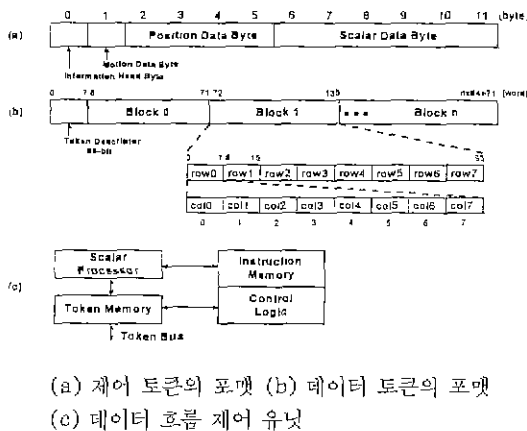 0 1 2 3 4 5 6 7 8 9 10 11 (byte)
(a) Position Data Byte Scalar Data Byte
Motion Data Byte
Information Head Byte
0 7 8 71 72 nx64+71 (word)
(b) Block 0 Block 1 Block n
Token Descriptor
0 7 8 15 63
row0 row1 row2 row3 row4 row5 row6 row7
col0 col1 col2 col3 col4 col5 col6 col7
0 1 2 3 4 5 6 7
Scalar Processor Instruction Memory
(c)
Token Memory Control Logic
Token Bus
(a) 제어 토큰의 포맷 (b) 데이터 토큰의 포맷
(c) 데이터 흐름 제어 유닛